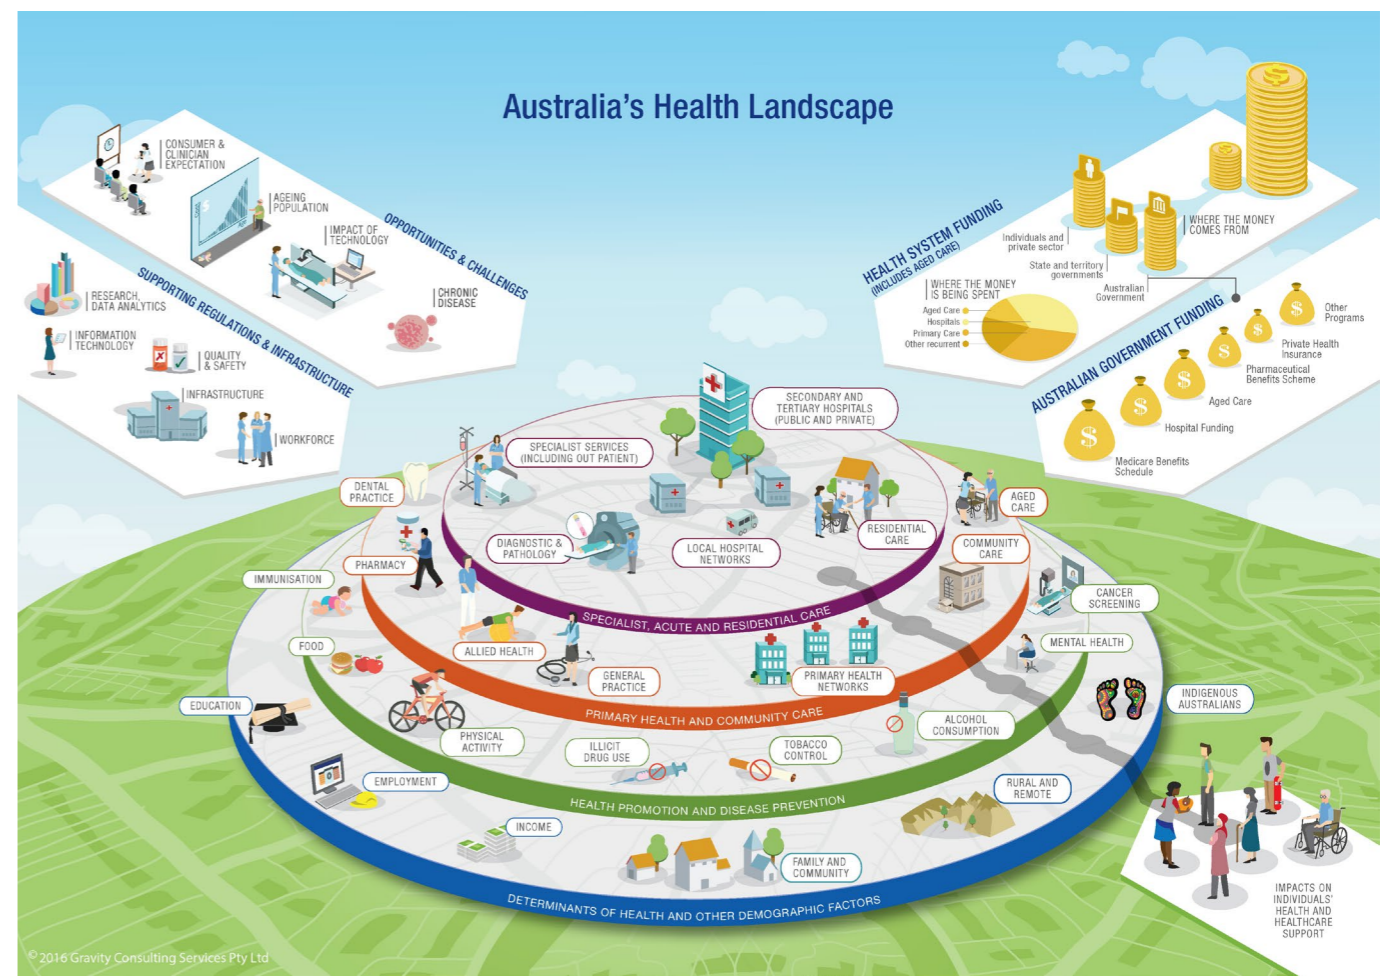 Australia's Health Landscape
CONSUMER &
CLINICIAN
EXPECTATION
AGEING
POPULATION
IMPACT OF
TECHNOLOGY
CHRONIC
DISEASE
OPPORTUNITIES & CHALLENGES
RESEARCH,
DATA ANALYTICS
INFORMATION
TECHNOLOGY
QUALITY
& SAFETY
INFRASTRUCTURE
WORKFORCE
SUPPORTING REGULATIONS & INFRASTRUCTURE
HEALTH SYSTEM FUNDING
(INCLUDES AGED CARE)
WHERE THE MONEY
COMES FROM
Individuals and
private sector
State and territory
governments
Australian
Government
WHERE THE MONEY
IS BEING SPENT
Aged Care
Hospitals
Primary Care
Other recurrent
AUSTRALIAN GOVERNMENT FUNDING
Other
Programs
Private Health
Insurance
Pharmaceutical
Benefits Scheme
Aged Care
Hospital Funding
Medicare Benefits
Schedule
SECONDARY AND
TERTIARY HOSPITALS
(PUBLIC AND PRIVATE)
SPECIALIST SERVICES
(INCLUDING OUT PATIENT)
DIAGNOSTIC &
PATHOLOGY
LOCAL HOSPITAL
NETWORKS
RESIDENTIAL
CARE
SPECIALIST, ACUTE AND RESIDENTIAL CARE
DENTAL
PRACTICE
PHARMACY
ALLIED HEALTH
GENERAL
PRACTICE
PRIMARY HEALTH
NETWORKS
COMMUNITY
CARE
AGED
CARE
PRIMARY HEALTH AND COMMUNITY CARE
IMMUNISATION
FOOD
PHYSICAL
ACTIVITY
ILLICIT
DRUG USE
TOBACCO
CONTROL
ALCOHOL
CONSUMPTION
MENTAL HEALTH
CANCER
SCREENING
HEALTH PROMOTION AND DISEASE PREVENTION
EDUCATION
EMPLOYMENT
INCOME
FAMILY AND
COMMUNITY
RURAL AND
REMOTE
INDIGENOUS
AUSTRALIANS
DETERMINANTS OF HEALTH AND OTHER DEMOGRAPHIC FACTORS
IMPACTS ON
INDIVIDUALS'
HEALTH AND
HEALTHCARE
SUPPORT
© 2016 Gravity Consulting Services Pty Ltd